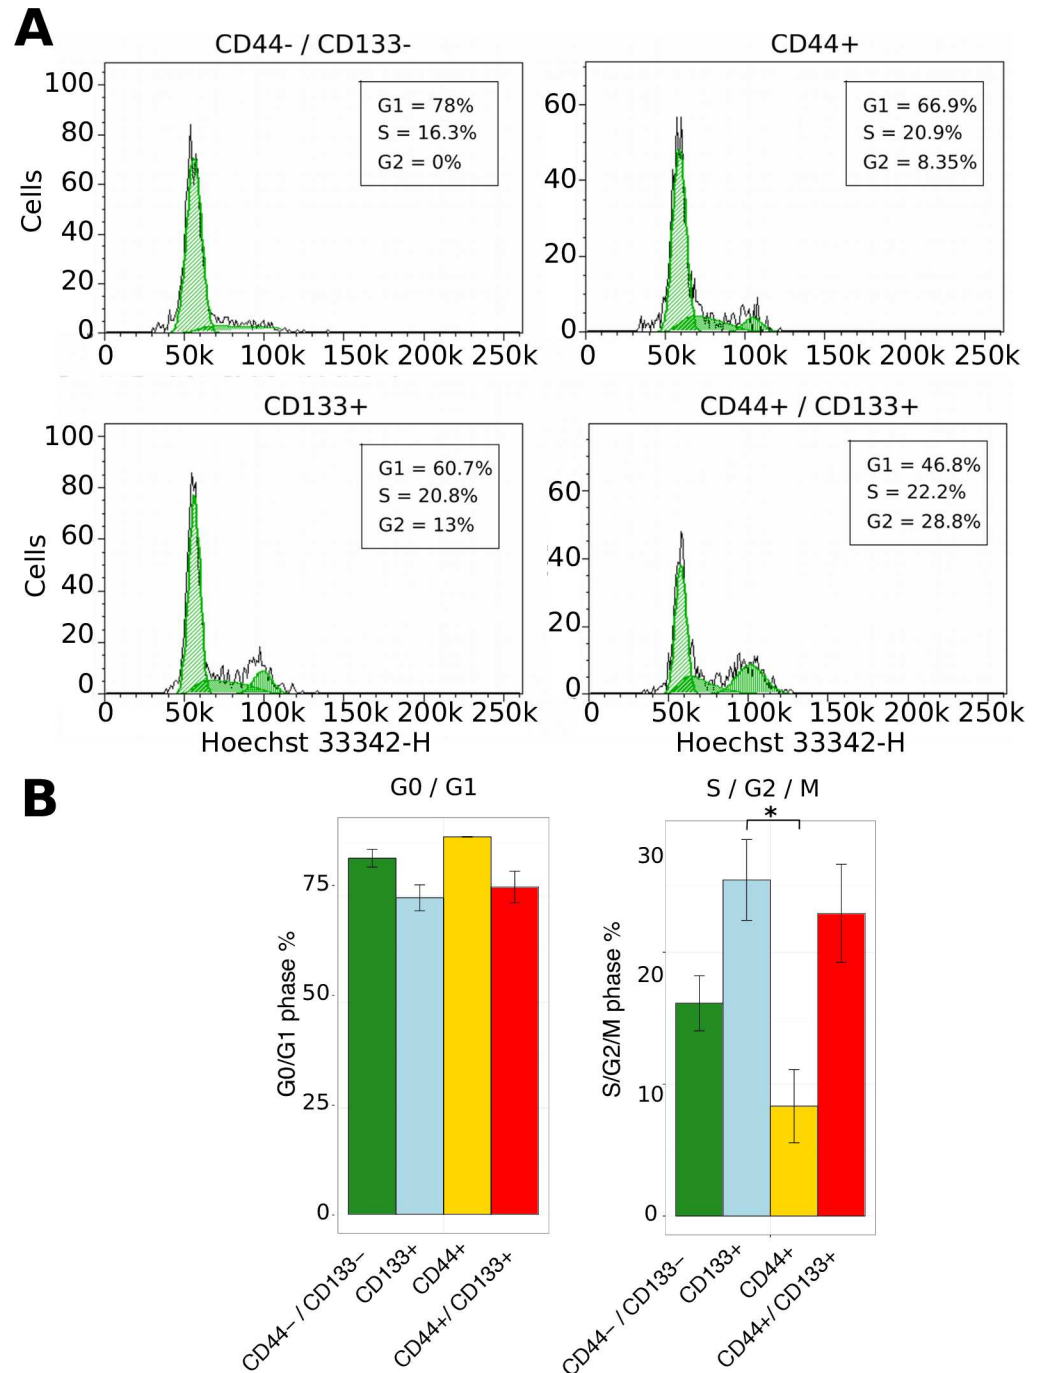 A
CD44- / CD133-
CD44+
100
80
60
40
20
0
Cells
G1 = 78%
S = 16.3%
G2 = 0%
0 50k 100k 150k 200k 250k
60
40
20
0
G1 = 66.9%
S = 20.9%
G2 = 8.35%
0 50k 100k 150k 200k 250k
CD133+
CD44+ / CD133+
100
80
60
40
20
0
Cells
G1 = 60.7%
S = 20.8%
G2 = 13%
0 50k 100k 150k 200k 250k
Hoechst 33342-H
60
40
20
0
G1 = 46.8%
S = 22.2%
G2 = 28.8%
0 50k 100k 150k 200k 250k
Hoechst 33342-H
B
G0 / G1
S / G2 / M
G0/G1 phase %
75
50
25
0
CD44– / CD133–
CD133+
CD44+
CD44+/ CD133+
*
S/G2/M phase %
30
20
10
0
CD44– / CD133–
CD133+
CD44+
CD44+/ CD133+